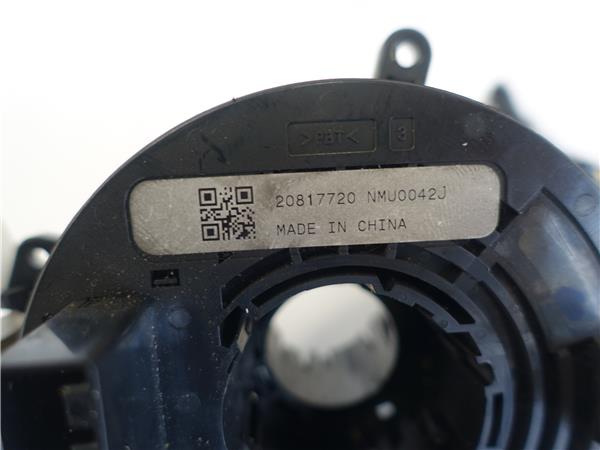 >PBT< 3
20817720 NMU0042J
MADE IN CHINA